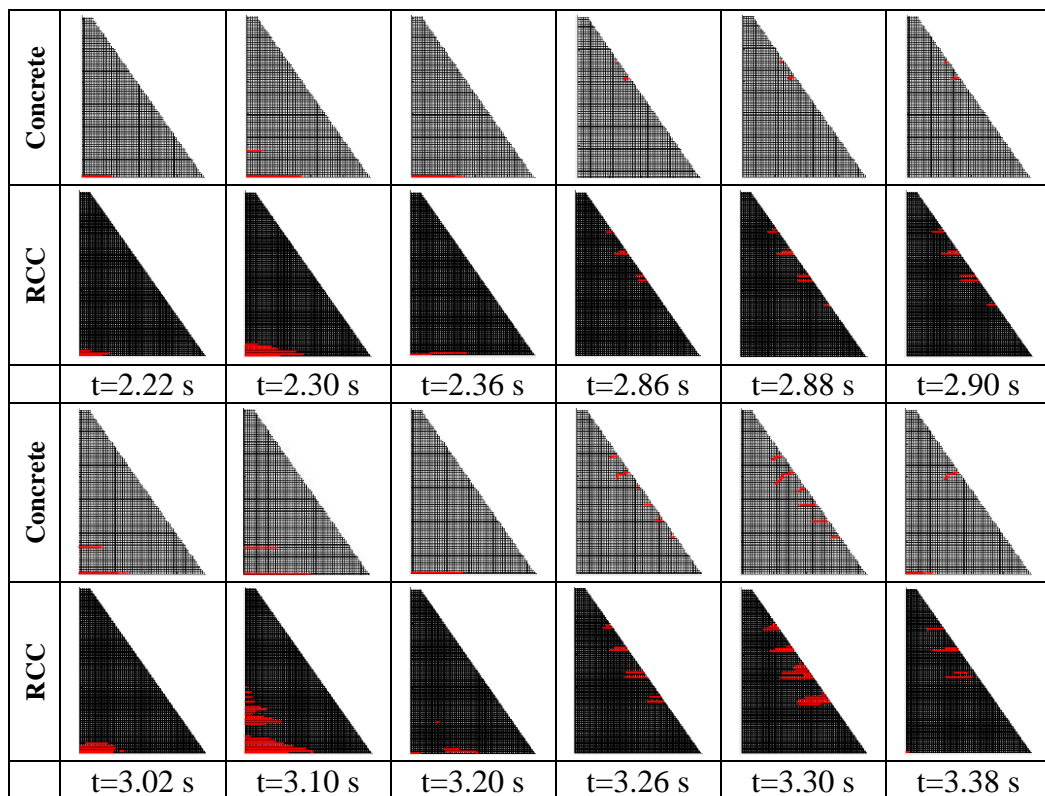 Concrete
RCC
t=2.22 s t=2.30 s t=2.36 s t=2.86 s t=2.88 s t=2.90 s
Concrete
RCC
t=3.02 s t=3.10 s t=3.20 s t=3.26 s t=3.30 s t=3.38 s